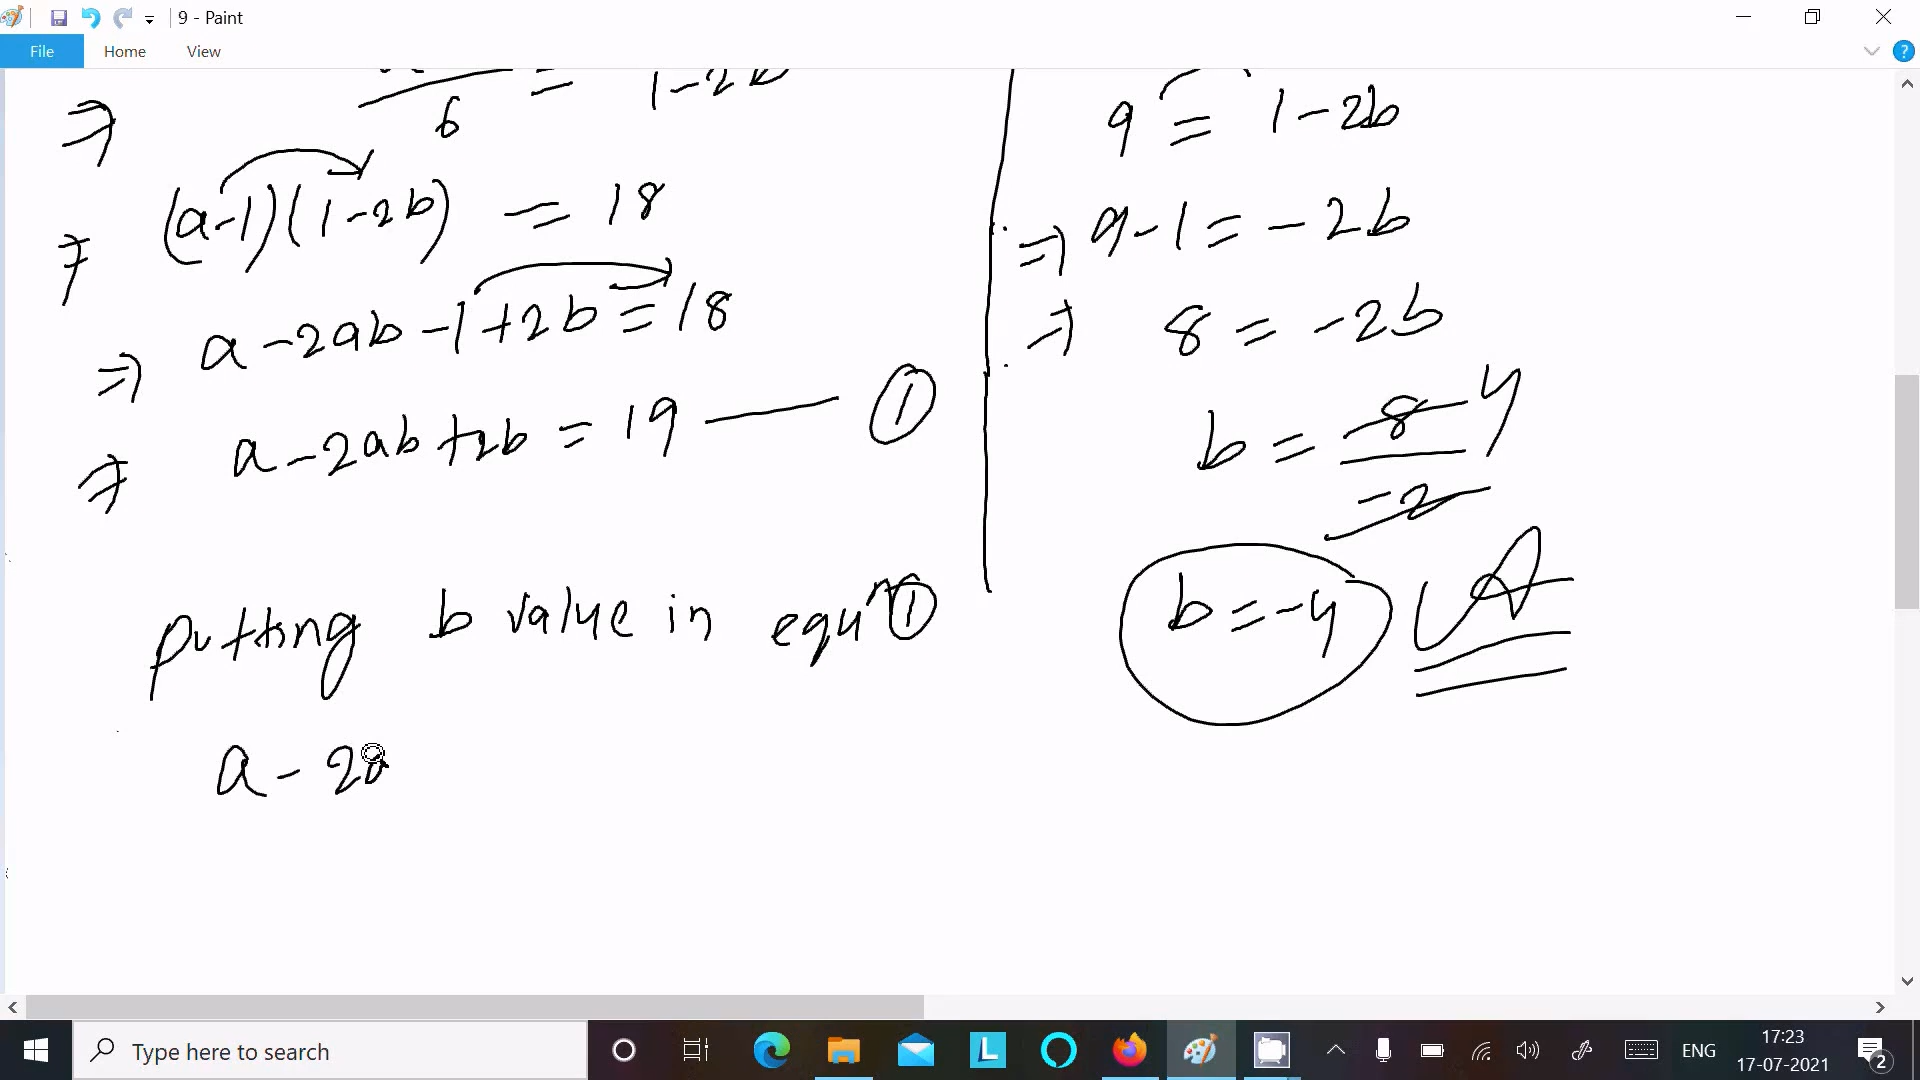 9 - Paint
File Home View
⇒ 6 = 1-2b
⇒ (a-1)(1-2b) = 18
⇒ a-2ab-1+2b=18
⇒ a-2ab+2b = 19 — ①
putting b value in equⁿ ①
a - 2a
9 = 1-2b
⇒ 9-1 = -2b
⇒ 8 = -2b
b = 8 4
-2
b = -4
Type here to search
ENG
17:23
17-07-2021
2